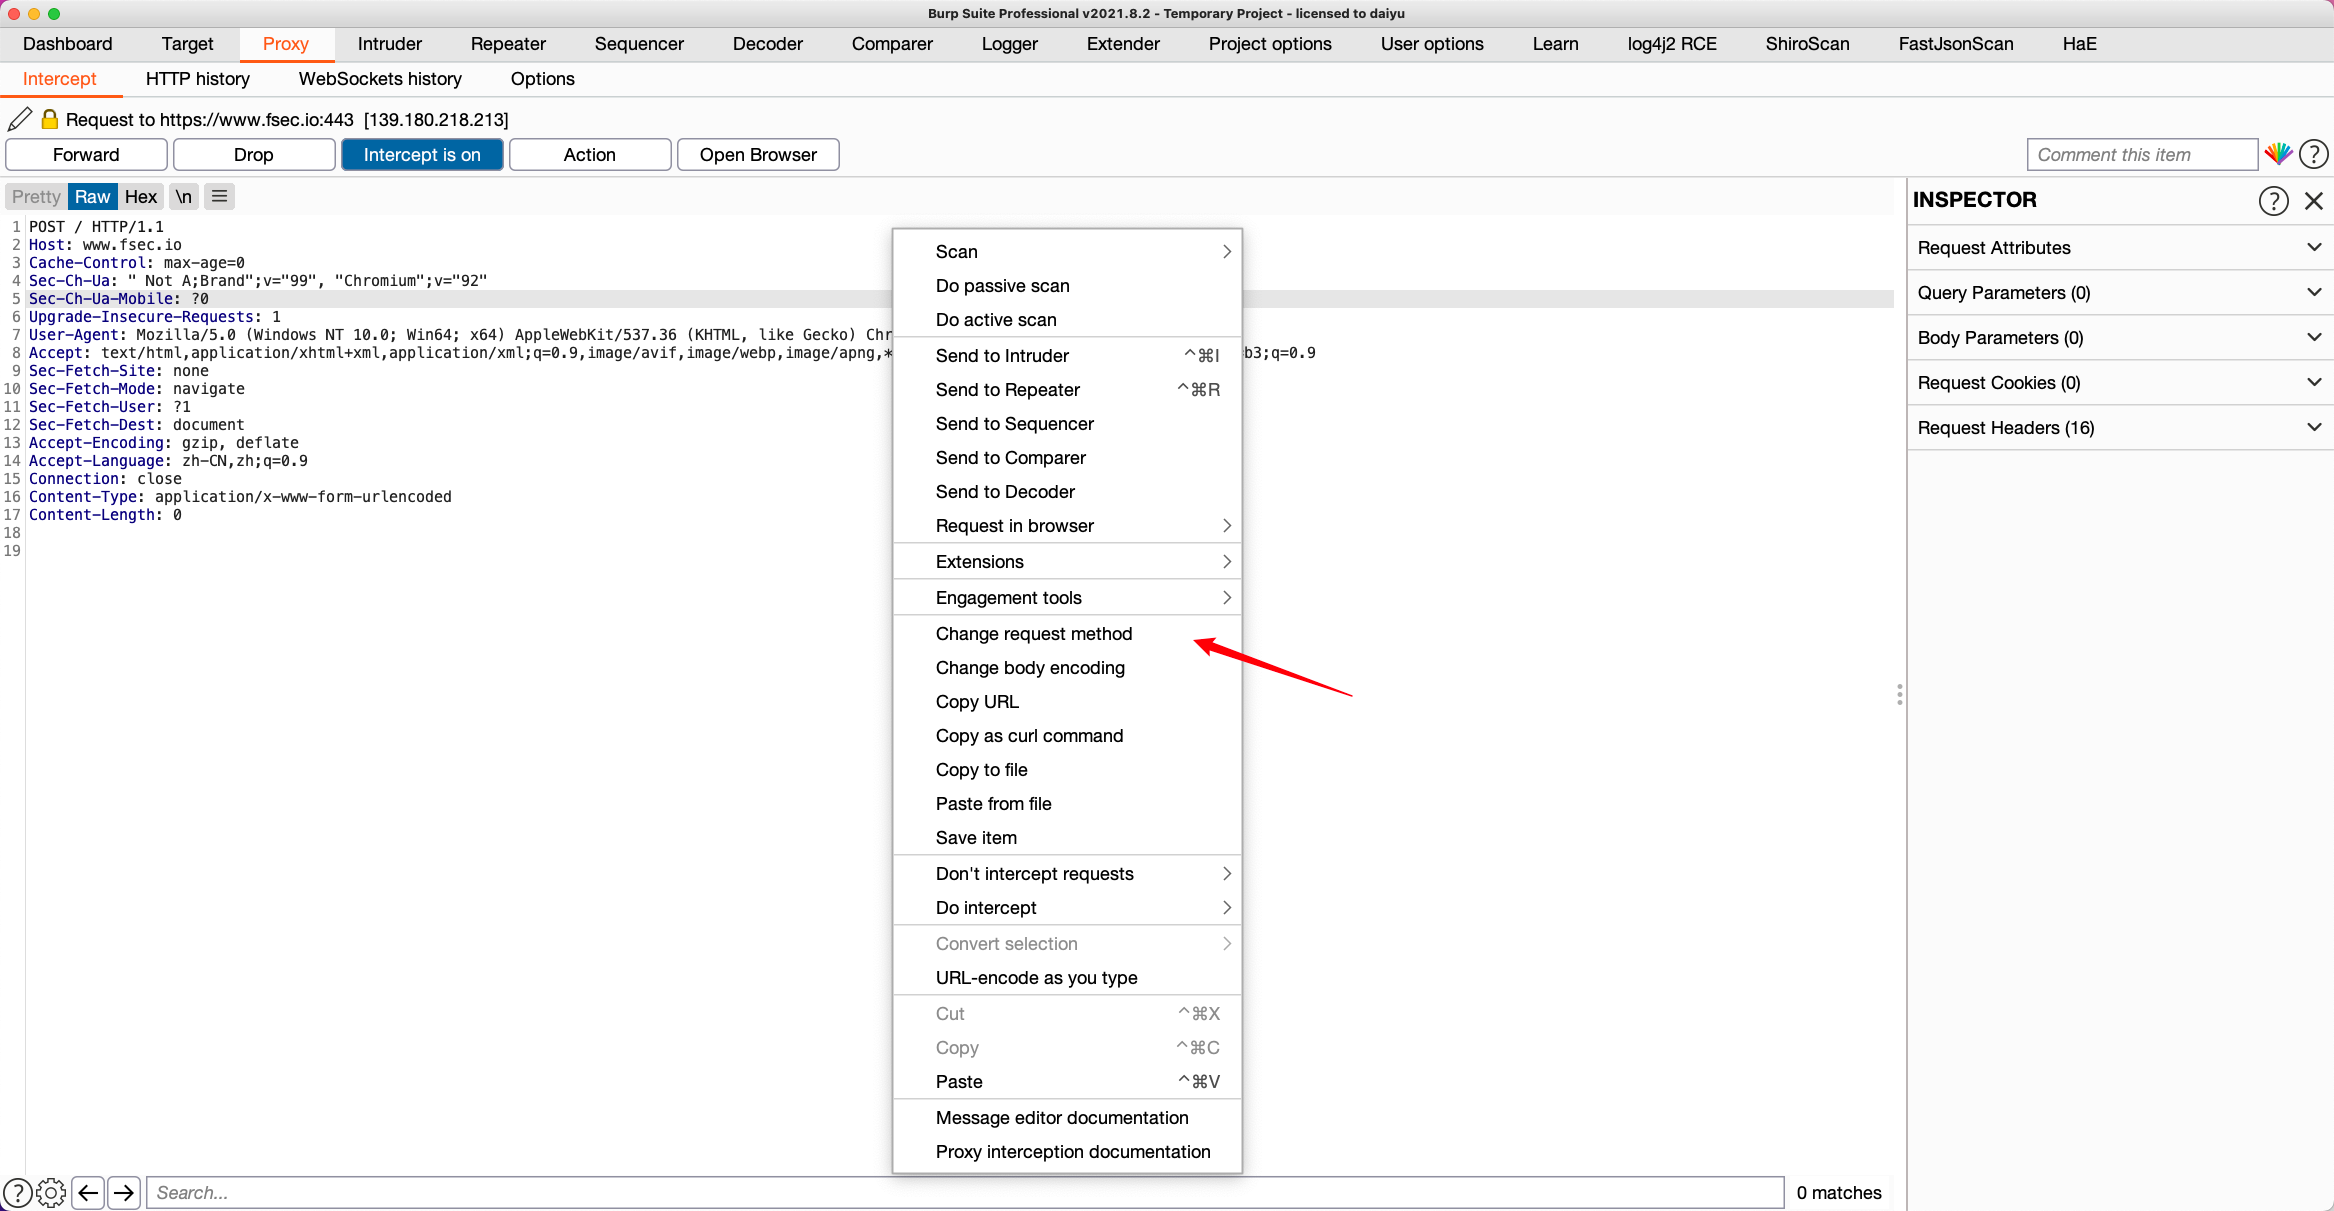 Burp Suite Professional v2021.8.2 - Temporary Project - licensed to daiyu
Dashboard Target Proxy Intruder Repeater Sequencer Decoder Comparer Logger Extender Project options User options Learn log4j2 RCE ShiroScan FastJsonScan HaE
Intercept HTTP history WebSockets history Options
Request to https://www.fsec.io:443 [139.180.218.213]
Forward Drop Intercept is on Action Open Browser Comment this item ?
Pretty Raw Hex \n
1 POST / HTTP/1.1
2 Host: www.fsec.io
3 Cache-Control: max-age=0
4 Sec-Ch-Ua: " Not A;Brand";v="99", "Chromium";v="92"
5 Sec-Ch-Ua-Mobile: ?0
6 Upgrade-Insecure-Requests: 1
7 User-Agent: Mozilla/5.0 (Windows NT 10.0; Win64; x64) AppleWebKit/537.36 (KHTML, like Gecko) Chr
8 Accept: text/html,application/xhtml+xml,application/xml;q=0.9,image/avif,image/webp,image/apng,* b3;q=0.9
9 Sec-Fetch-Site: none
10 Sec-Fetch-Mode: navigate
11 Sec-Fetch-User: ?1
12 Sec-Fetch-Dest: document
13 Accept-Encoding: gzip, deflate
14 Accept-Language: zh-CN,zh;q=0.9
15 Connection: close
16 Content-Type: application/x-www-form-urlencoded
17 Content-Length: 0
18
19
Scan
Do passive scan
Do active scan
Send to Intruder ^⌘I
Send to Repeater ^⌘R
Send to Sequencer
Send to Comparer
Send to Decoder
Request in browser
Extensions
Engagement tools
Change request method
Change body encoding
Copy URL
Copy as curl command
Copy to file
Paste from file
Save item
Don't intercept requests
Do intercept
Convert selection
URL-encode as you type
Cut ^⌘X
Copy ^⌘C
Paste ^⌘V
Message editor documentation
Proxy interception documentation
INSPECTOR ?
Request Attributes
Query Parameters (0)
Body Parameters (0)
Request Cookies (0)
Request Headers (16)
? Search... 0 matches